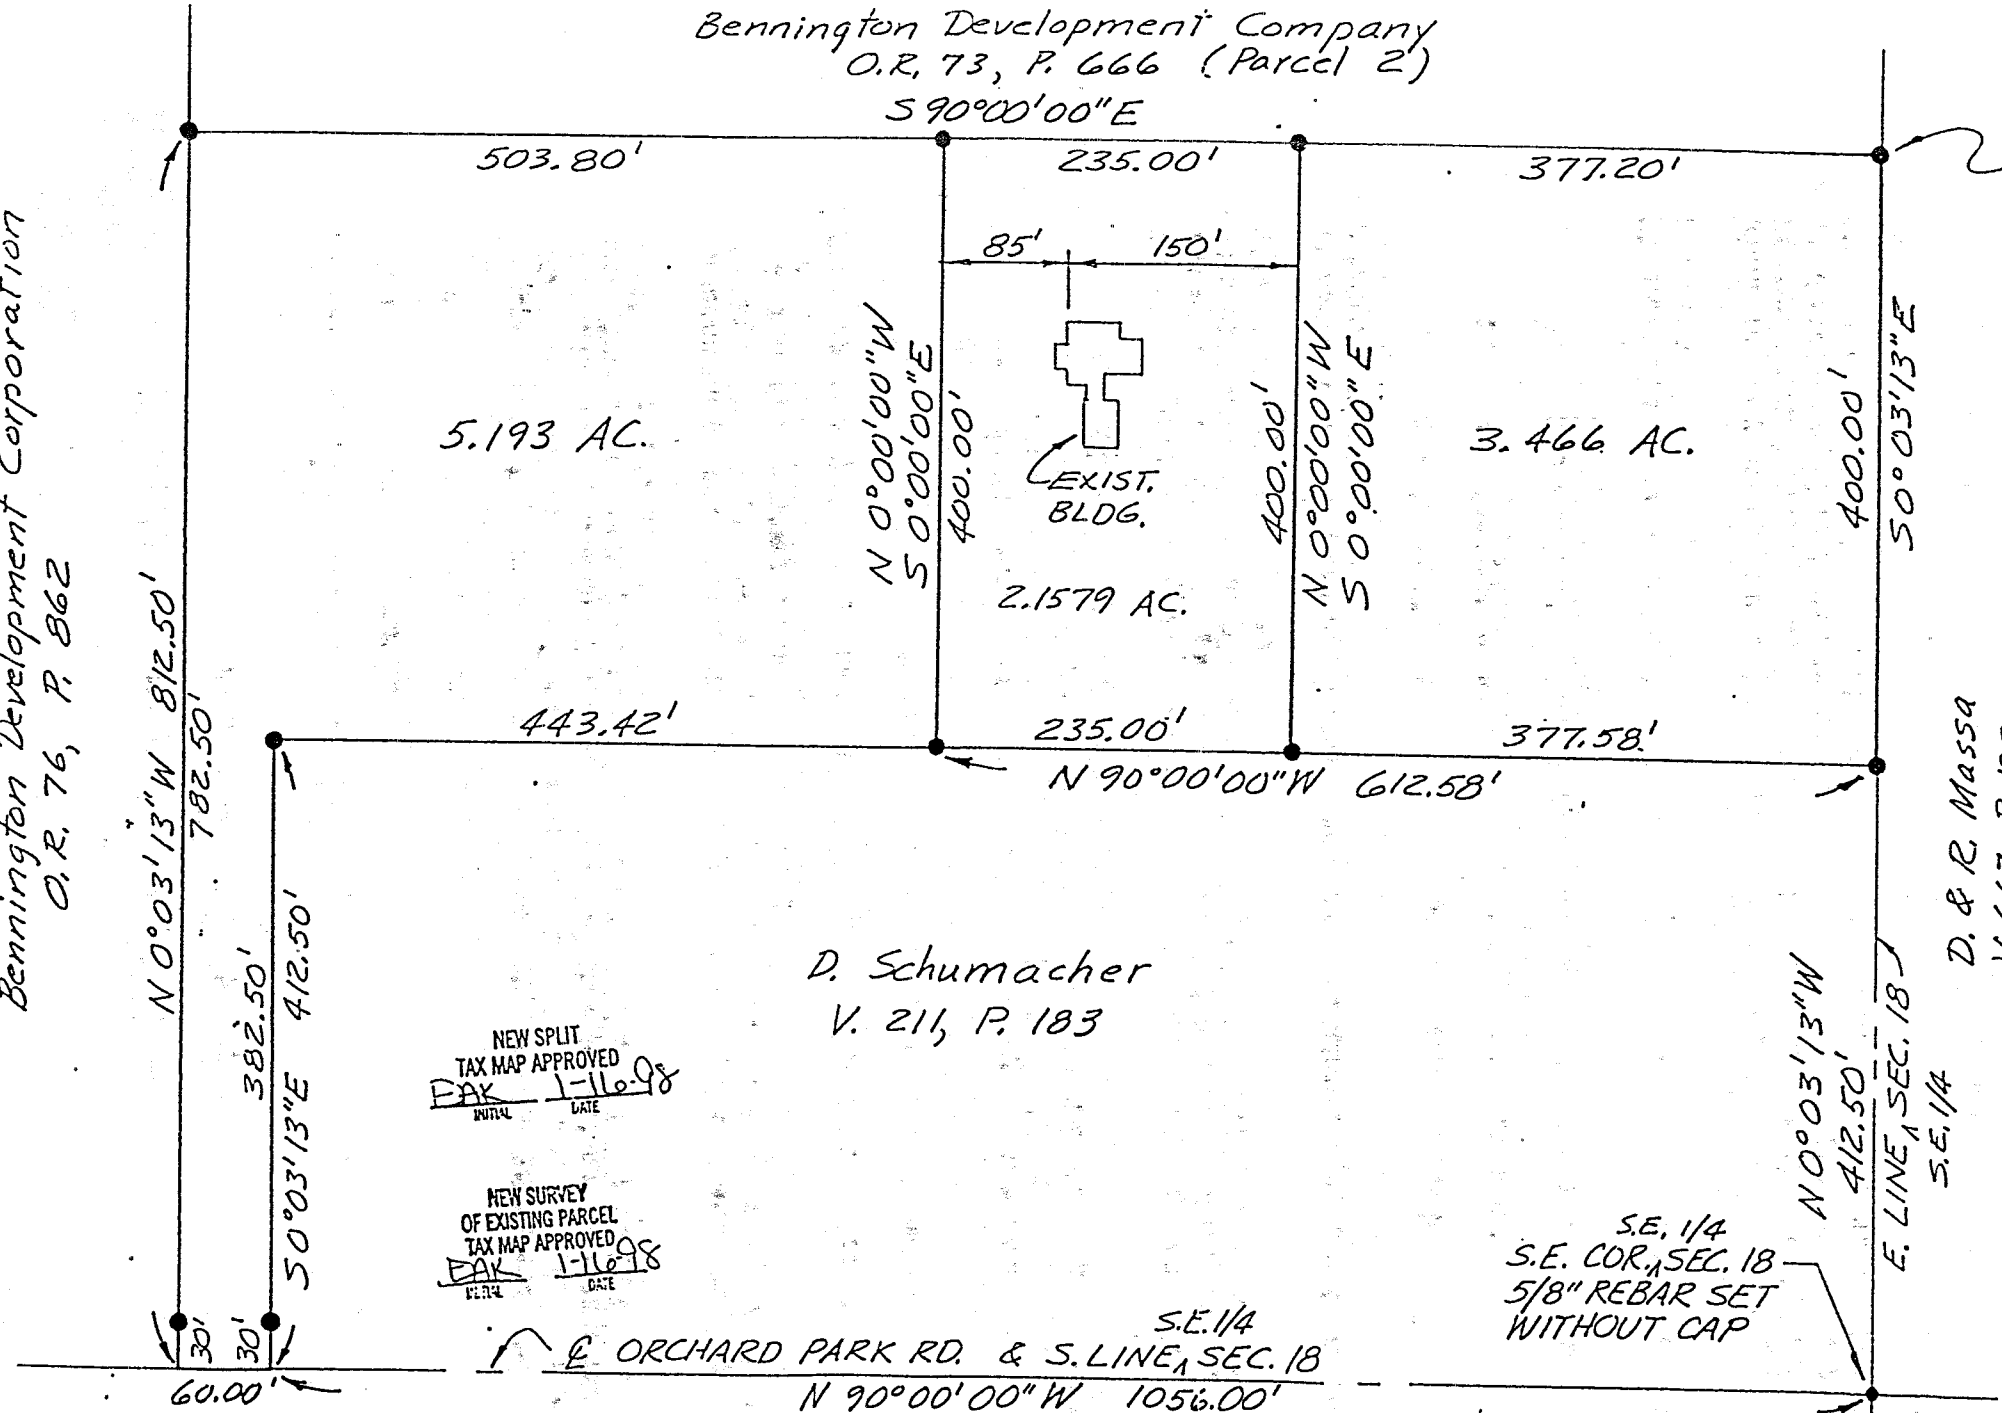 Bennington Development Company
O.R. 73, P. 666 (Parcel 2)
S 90°00'00" E
503.80'
235.00'
377.20'
85'
150'
Bennington Development Corporation
O.R. 76, P. 862
N 0°00'00" W
S 0°00'00" E
400.00'
400.00'
N 0°00'00" W
S 0°00'00" E
400.00'
S 0°03'13" E
5.193 AC.
EXIST.
BLDG.
3.466 AC.
2.1579 AC.
N 0°03'13" W 812.50'
782.50'
443.42'
235.00'
377.58'
N 90°00'00" W 612.58'
D. & R. Massa
382.50'
S 0°03'13" E 412.50'
D. Schumacher
V. 211, P. 183
NEW SPLIT
TAX MAP APPROVED
EAK 1-16-98
INITIAL DATE
NEW SURVEY
OF EXISTING PARCEL
TAX MAP APPROVED
EAK 1-16-98
INITIAL DATE
N 0°03'13" W
412.50'
E. LINE, SEC. 18
S.E. 1/4
S.E. 1/4
S.E. COR. SEC. 18
5/8" REBAR SET
WITHOUT CAP
30'
30'
S.E. 1/4
℄ ORCHARD PARK RD. & S. LINE, SEC. 18
60.00'
N 90°00'00" W 1056.00'